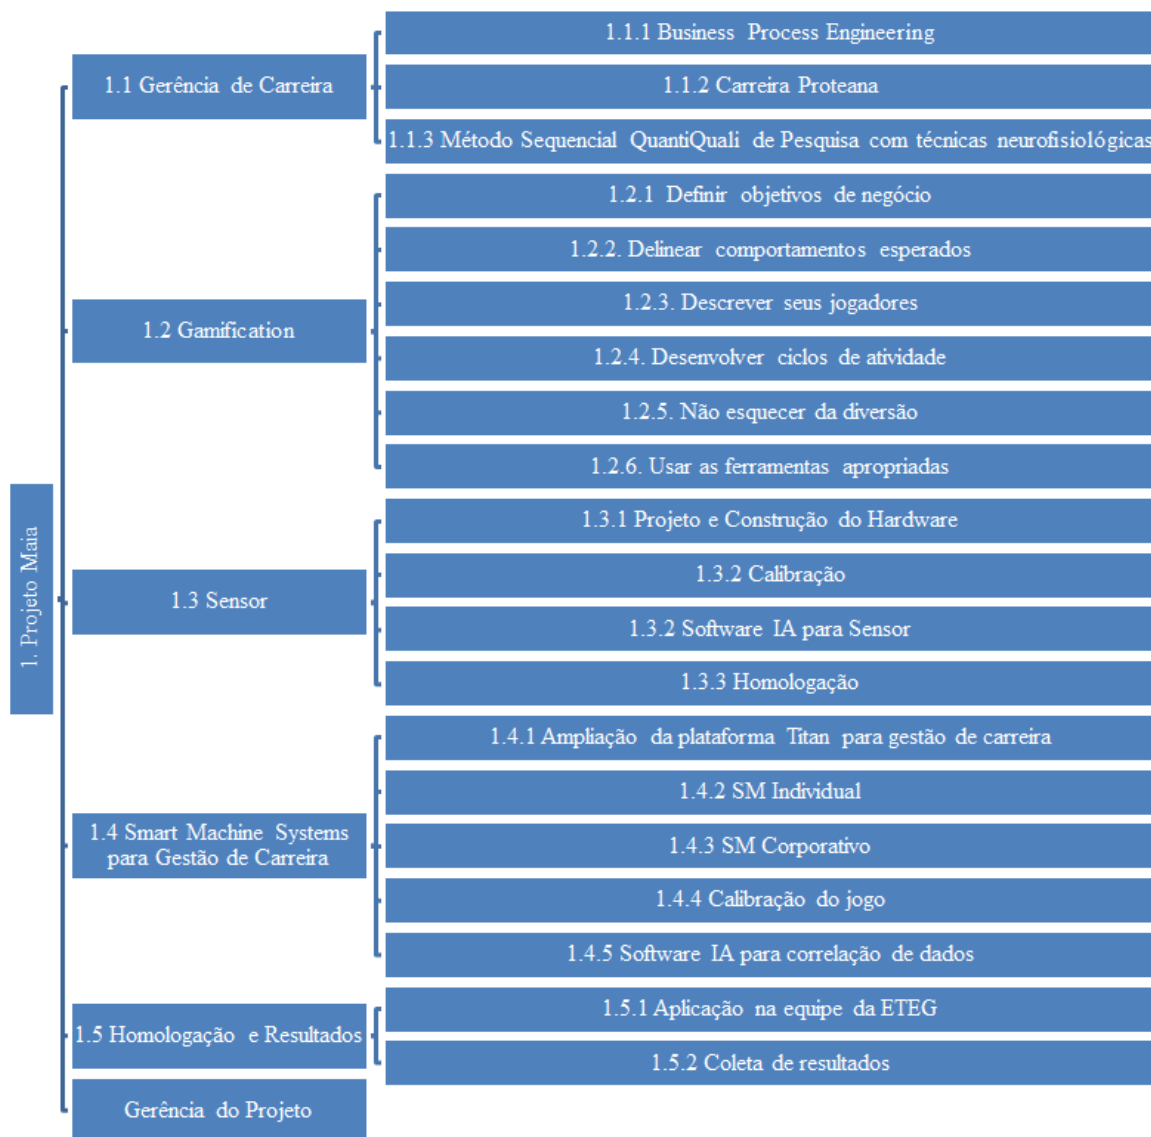 1. Projeto Maia
1.1 Gerência de Carreira
1.1.1 Business Process Engineering
1.1.2 Carreira Proteana
1.1.3 Método Sequencial QuantiQuali de Pesquisa com técnicas neurofisiológicas
1.2 Gamification
1.2.1 Definir objetivos de negócio
1.2.2. Delinear comportamentos esperados
1.2.3. Descrever seus jogadores
1.2.4. Desenvolver ciclos de atividade
1.2.5. Não esquecer da diversão
1.2.6. Usar as ferramentas apropriadas
1.3 Sensor
1.3.1 Projeto e Construção do Hardware
1.3.2 Calibração
1.3.2 Software IA para Sensor
1.3.3 Homologação
1.4 Smart Machine Systems
para Gestão de Carreira
1.4.1 Ampliação da plataforma Titan para gestão de carreira
1.4.2 SM Individual
1.4.3 SM Corporativo
1.4.4 Calibração do jogo
1.4.5 Software IA para correlação de dados
1.5 Homologação e Resultados
1.5.1 Aplicação na equipe da ETEG
1.5.2 Coleta de resultados
Gerência do Projeto